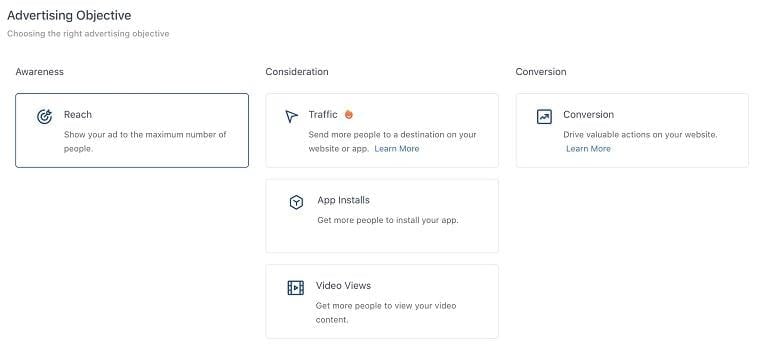 Advertising Objective
Choosing the right advertising objective
Awareness
Reach
Show your ad to the maximum number of
people.
Consideration
Traffic
Send more people to a destination on your
website or app. Learn More
App Installs
Get more people to install your app.
Video Views
Get more people to view your video
content.
Conversion
Conversion
Drive valuable actions on your website.
Learn More